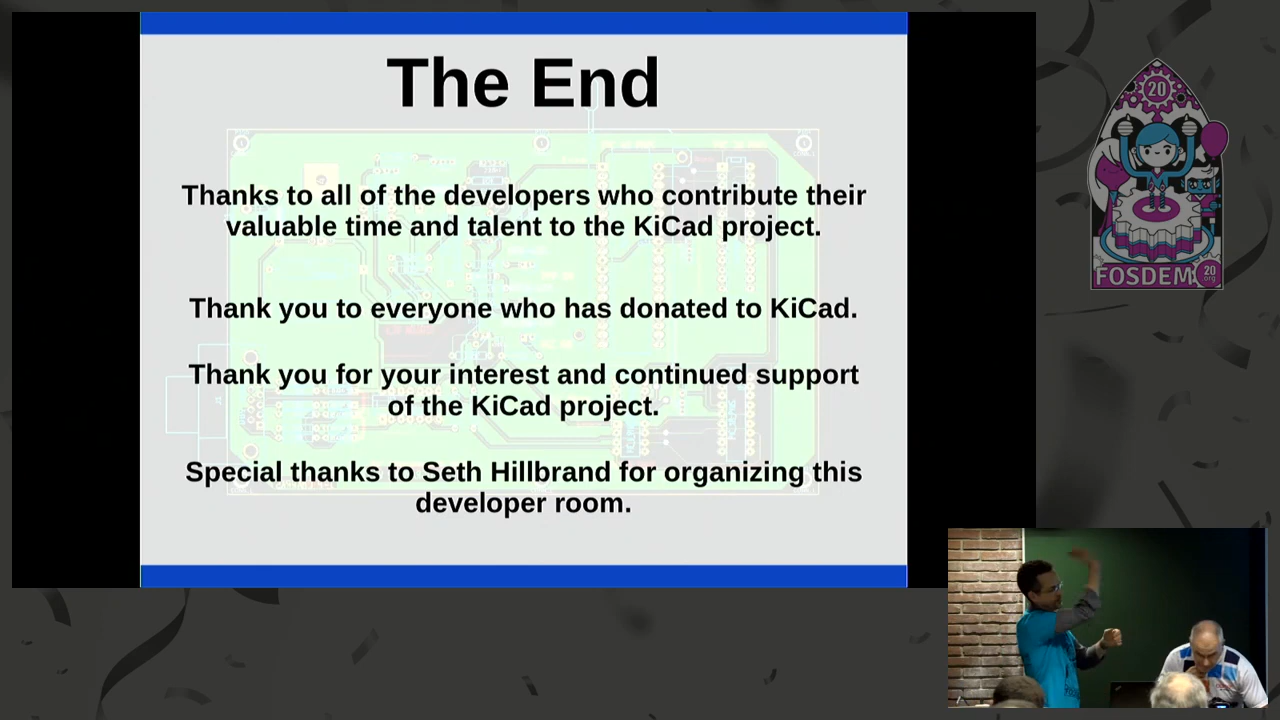 The End
Thanks to all of the developers who contribute their
valuable time and talent to the KiCad project.
Thank you to everyone who has donated to KiCad.
Thank you for your interest and continued support
of the KiCad project.
Special thanks to Seth Hillbrand for organizing this
developer room.
20
FOSDEM
20
org